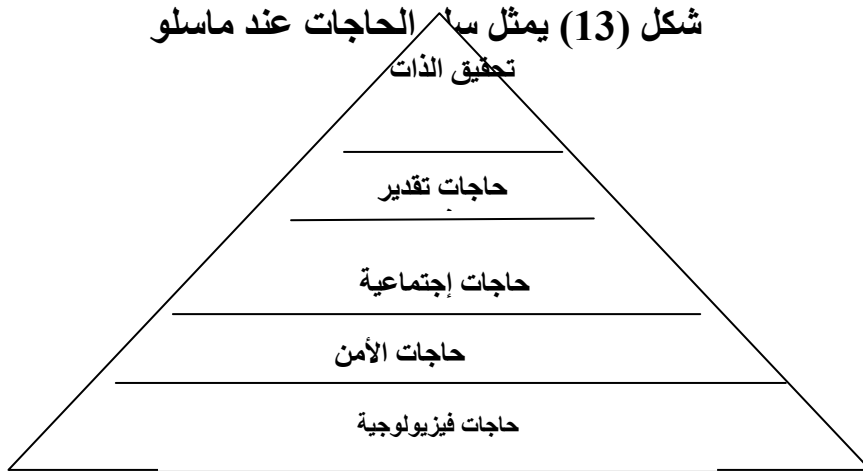 شكل (13) يمثل سلم الحاجات عند ماسلو
تحقيق الذات
حاجات تقدير
حاجات إجتماعية
حاجات الأمن
حاجات فيزيولوجية